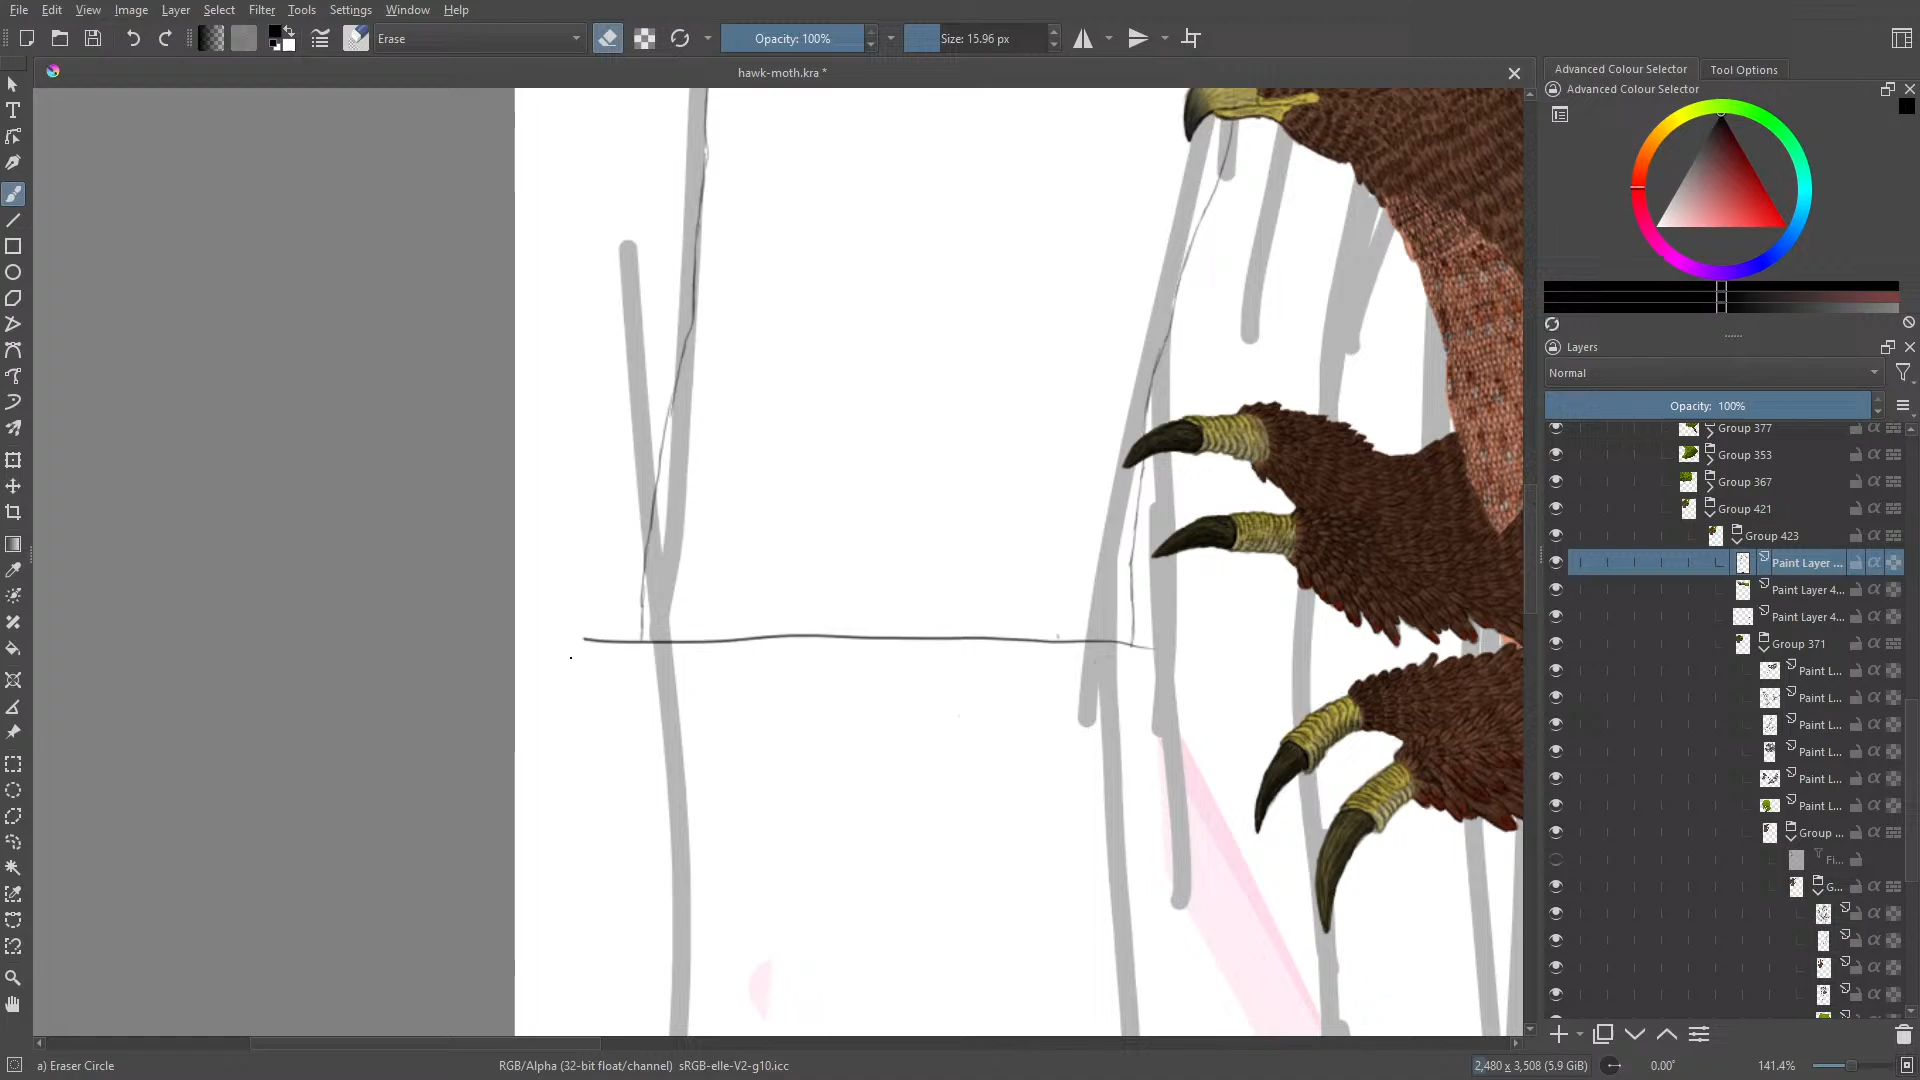 File Edit View Image Layer Select Filter Tools Settings Window Help
Erase Opacity: 100% Size: 15.96 px
hawk-moth.kra *
Advanced Colour Selector Tool Options
Advanced Colour Selector
Layers
Normal
Opacity: 100%
Group 377
Group 353
Group 367
Group 421
Group 423
Paint Layer ...
Paint Layer 4...
Paint Layer 4...
Group 371
Paint L...
Paint L...
Paint L...
Paint L...
Paint L...
Paint L...
Group ...
Fi...
G...
a) Eraser Circle RGB/Alpha (32-bit float/channel) sRGB-elle-V2-g10.icc 2,480 x 3,508 (5.9 GiB) 0.00° 141.4%